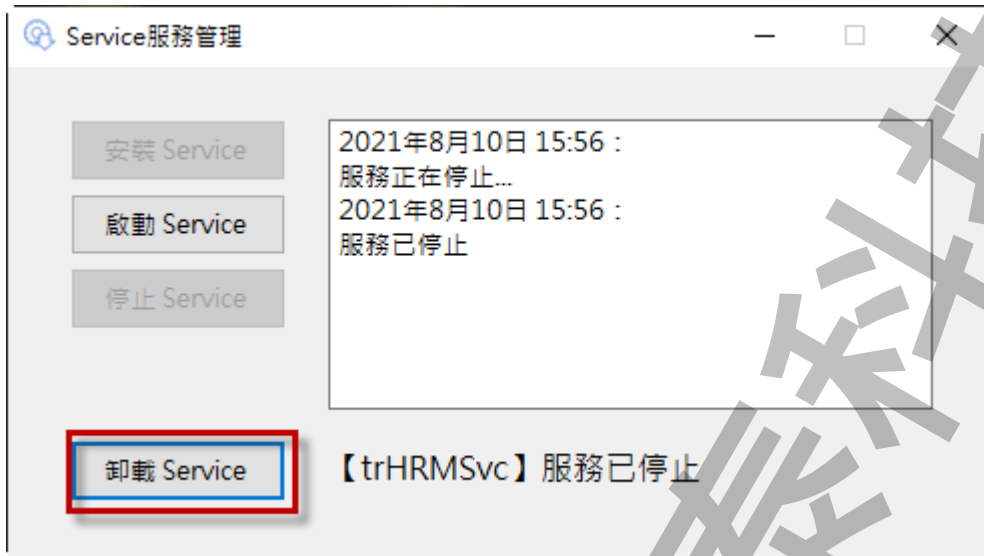 Service服務管理
安裝 Service
啟動 Service
停止 Service
卸載 Service
2021年8月10日 15:56：
服務正在停止...
2021年8月10日 15:56：
服務已停止
【trHRMSvc】服務已停止